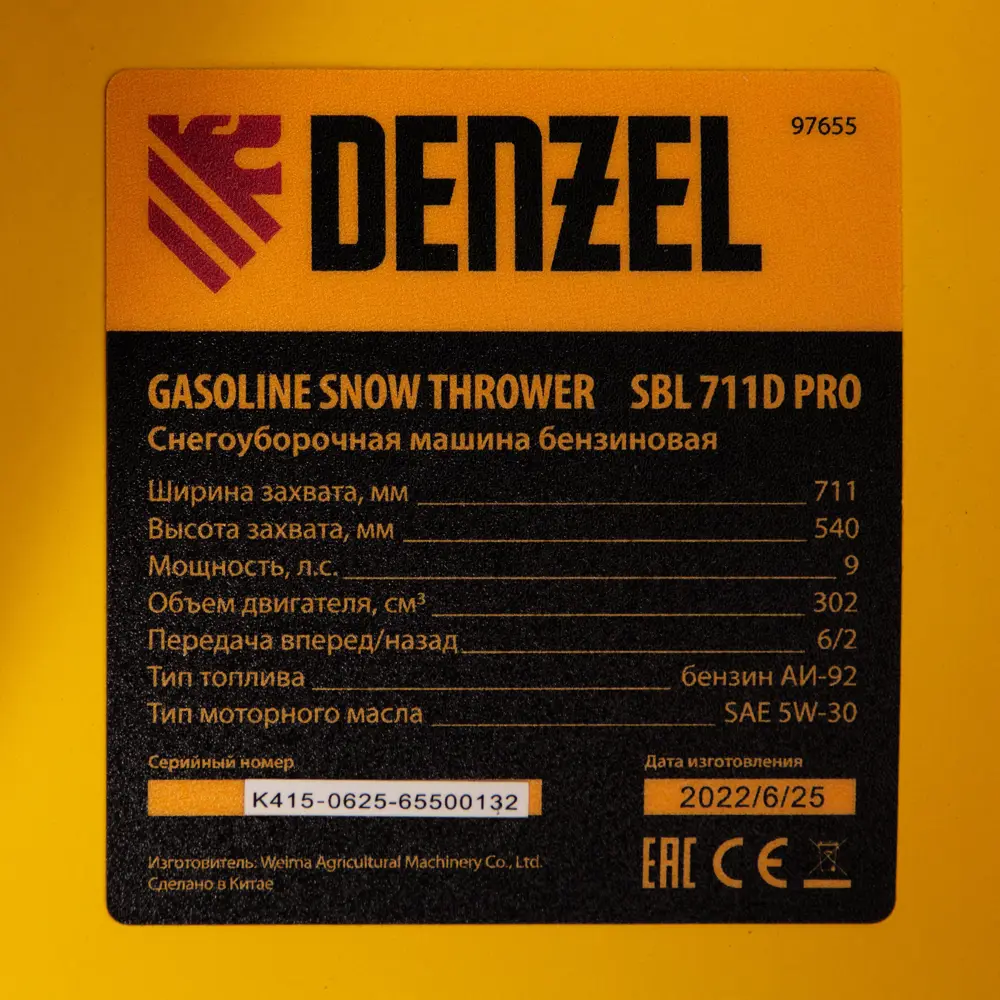 DENZEL
97655
GASOLINE SNOW THROWER SBL 711D PRO
Снегоуборочная машина бензиновая
Ширина захвата, мм 711
Высота захвата, мм 540
Мощность, л.с. 9
Объем двигателя, см³ 302
Передача вперед/назад 6/2
Тип топлива бензин АИ-92
Тип моторного масла SAE 5W-30
Серийный номер Дата изготовления
K415-0625-65500132 2022/6/25
Изготовитель: Weima Agricultural Machinery Co., Ltd.
Сделано в Китае
EAC CE